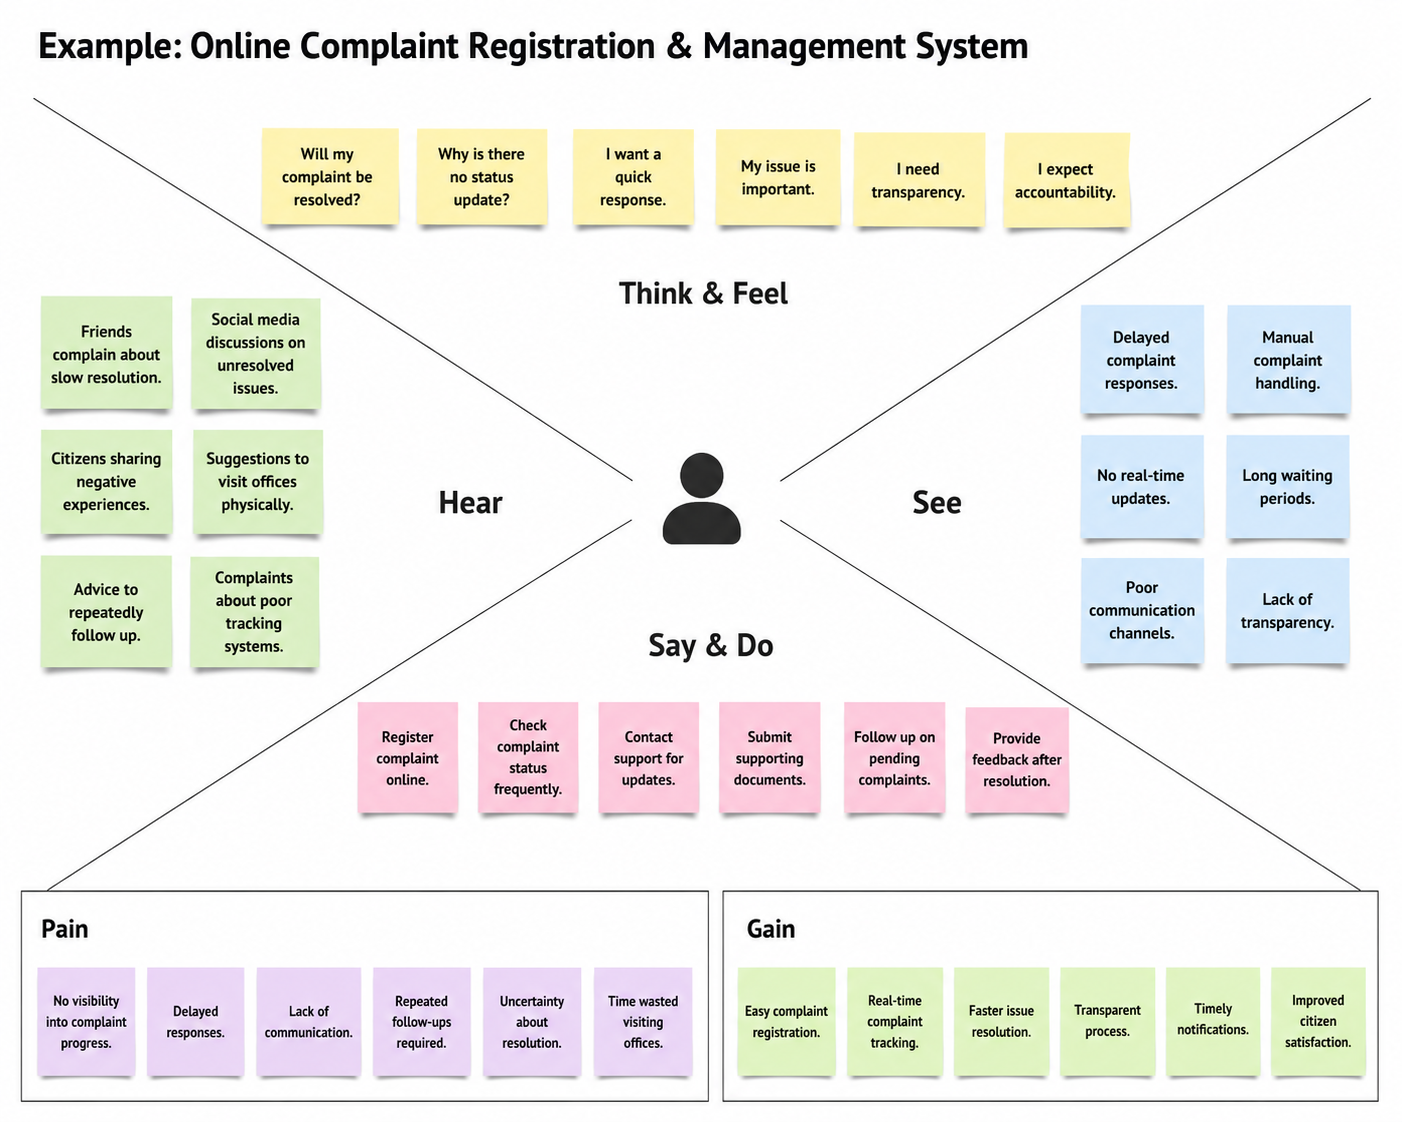 Example: Online Complaint Registration & Management System
Will my
complaint be
resolved?
Why is there
no status
update?
I want a
quick
response.
My issue is
important.
I need
transparency.
I expect
accountability.
Think & Feel
Friends
complain about
slow resolution.
Social media
discussions on
unresolved
issues.
Citizens sharing
negative
experiences.
Suggestions to
visit offices
physically.
Advice to
repeatedly
follow up.
Complaints
about poor
tracking
systems.
Hear
See
Delayed
complaint
responses.
Manual
complaint
handling.
No real-time
updates.
Long waiting
periods.
Poor
communication
channels.
Lack of
transparency.
Say & Do
Register
complaint
online.
Check
complaint
status
frequently.
Contact
support for
updates.
Submit
supporting
documents.
Follow up on
pending
complaints.
Provide
feedback after
resolution.
Pain
No visibility
into complaint
progress.
Delayed
responses.
Lack of
communication.
Repeated
follow-ups
required.
Uncertainty
about
resolution.
Time wasted
visiting
offices.
Gain
Easy complaint
registration.
Real-time
complaint
tracking.
Faster issue
resolution.
Transparent
process.
Timely
notifications.
Improved
citizen
satisfaction.